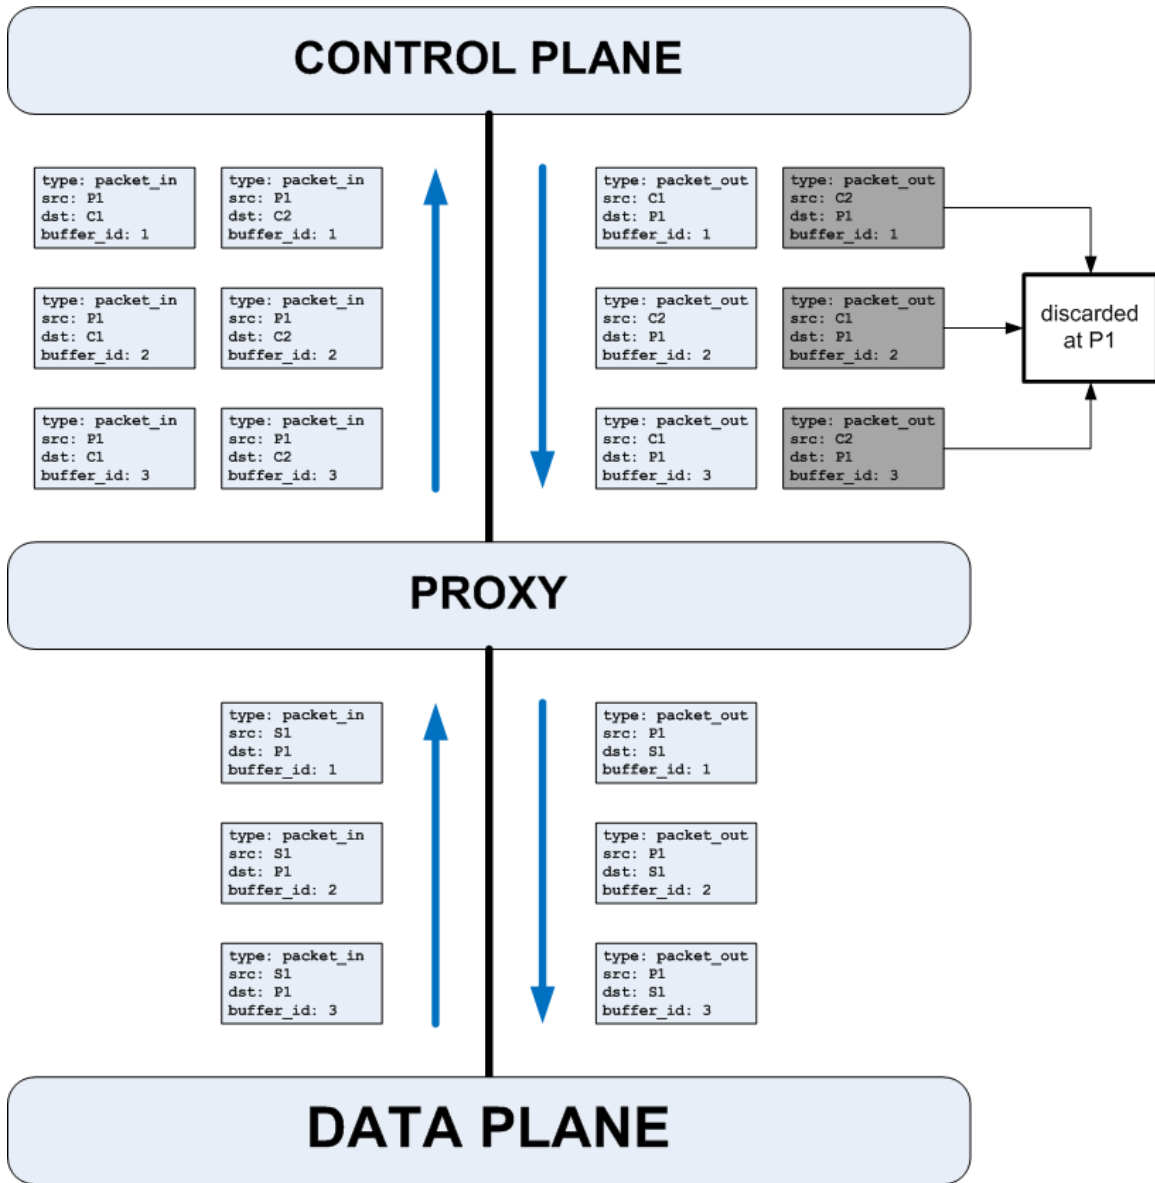 CONTROL PLANE
type: packet_in
src: P1
dst: C1
buffer_id: 1
type: packet_in
src: P1
dst: C2
buffer_id: 1
type: packet_out
src: C1
dst: P1
buffer_id: 1
type: packet_out
src: C2
dst: P1
buffer_id: 1
type: packet_in
src: P1
dst: C1
buffer_id: 2
type: packet_in
src: P1
dst: C2
buffer_id: 2
type: packet_out
src: C2
dst: P1
buffer_id: 2
type: packet_out
src: C1
dst: P1
buffer_id: 2
discarded
at P1
type: packet_in
src: P1
dst: C1
buffer_id: 3
type: packet_in
src: P1
dst: C2
buffer_id: 3
type: packet_out
src: C1
dst: P1
buffer_id: 3
type: packet_out
src: C2
dst: P1
buffer_id: 3
PROXY
type: packet_in
src: S1
dst: P1
buffer_id: 1
type: packet_out
src: P1
dst: S1
buffer_id: 1
type: packet_in
src: S1
dst: P1
buffer_id: 2
type: packet_out
src: P1
dst: S1
buffer_id: 2
type: packet_in
src: S1
dst: P1
buffer_id: 3
type: packet_out
src: P1
dst: S1
buffer_id: 3
DATA PLANE